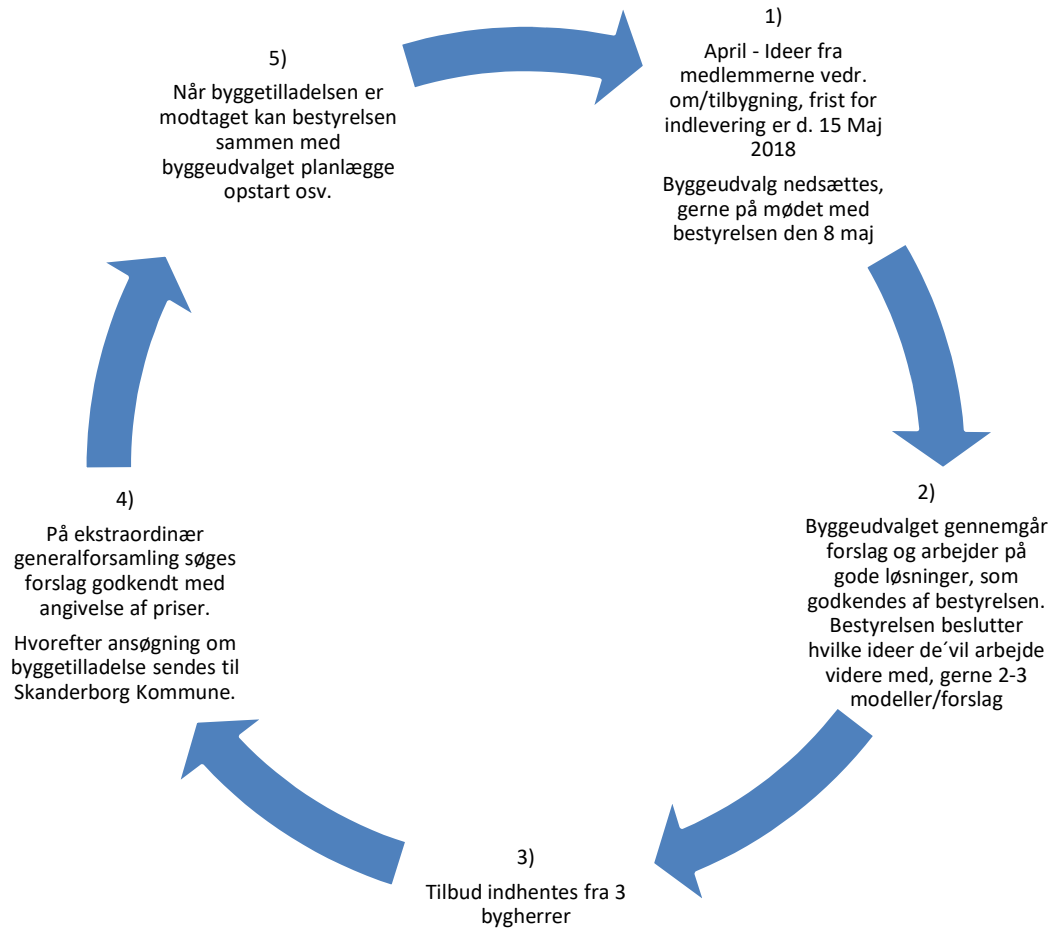 1)
April - Ideer fra
medlemmerne vedr.
om/tilbygning, frist for
indlevering er d. 15 Maj
2018
Byggeudvalg nedsættes,
gerne på mødet med
bestyrelsen den 8 maj
2)
Byggeudvalget gennemgår
forslag og arbejder på
gode løsninger, som
godkendes af bestyrelsen.
Bestyrelsen beslutter
hvilke ideer de´vil arbejde
videre med, gerne 2-3
modeller/forslag
3)
Tilbud indhentes fra 3
bygherrer
4)
På ekstraordinær
generalforsamling søges
forslag godkendt med
angivelse af priser.
Hvorefter ansøgning om
byggetilladelse sendes til
Skanderborg Kommune.
5)
Når byggetilladelsen er
modtaget kan bestyrelsen
sammen med
byggeudvalget planlægge
opstart osv.